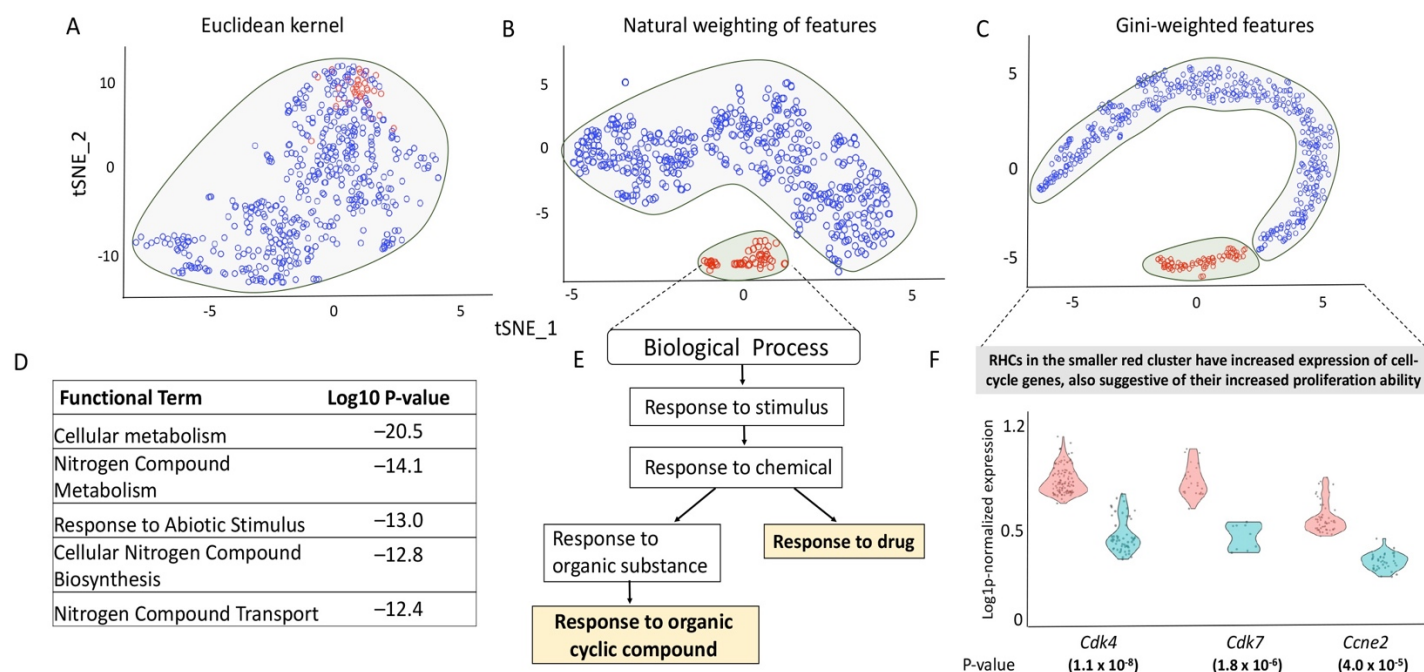 A
Euclidean kernel
B
Natural weighting of features
C
Gini-weighted features
tSNE_2
10
0
-10
-5
0
5
5
0
-5
-5
0
5
5
0
-5
-5
0
5
tSNE_1
D
Functional Term
Log10 P-value
Cellular metabolism
–20.5
Nitrogen Compound
Metabolism
–14.1
Response to Abiotic Stimulus
–13.0
Cellular Nitrogen Compound
Biosynthesis
–12.8
Nitrogen Compound Transport
–12.4
E
Biological Process
Response to stimulus
Response to chemical
Response to
organic substance
Response to drug
Response to organic
cyclic compound
F
RHCs in the smaller red cluster have increased expression of cell-
cycle genes, also suggestive of their increased proliferation ability
Log1p-normalized expression
1.2
0.5
0
Cdk4
Cdk7
Ccne2
P-value
(1.1 x 10⁻⁸)
(1.8 x 10⁻⁶)
(4.0 x 10⁻⁵)